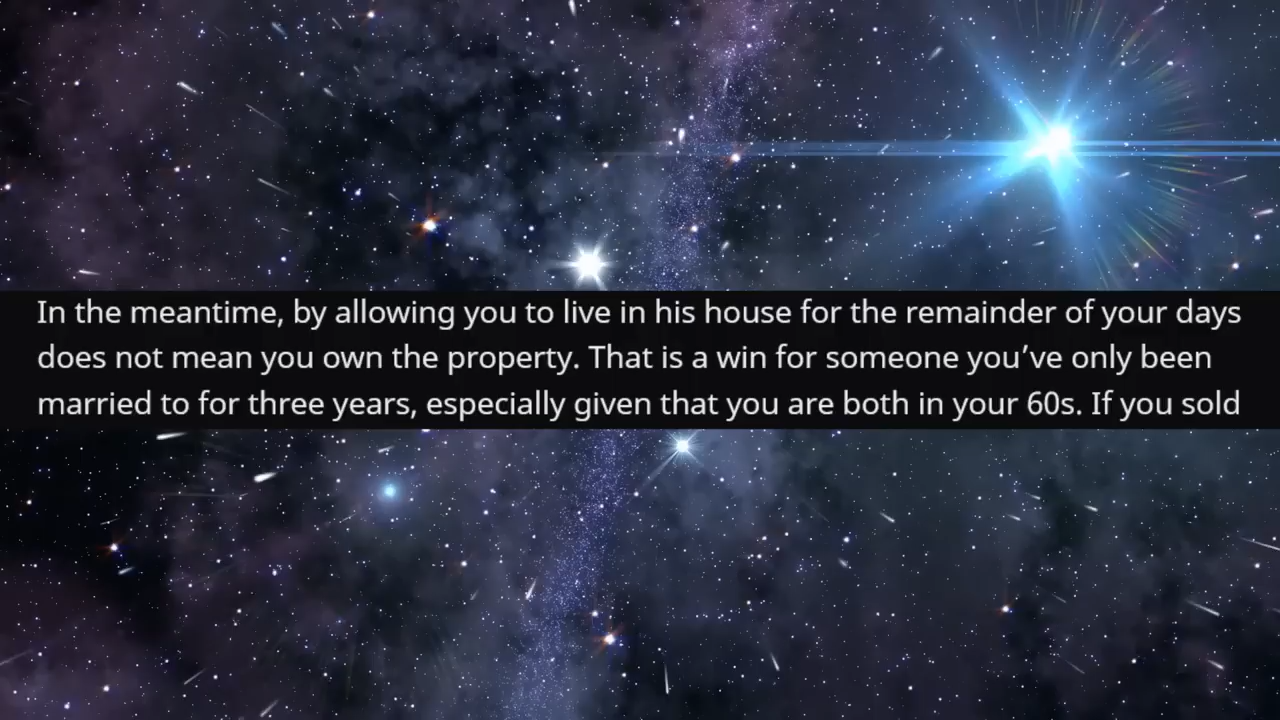 In the meantime, by allowing you to live in his house for the remainder of your days
does not mean you own the property. That is a win for someone you’ve only been
married to for three years, especially given that you are both in your 60s. If you sold